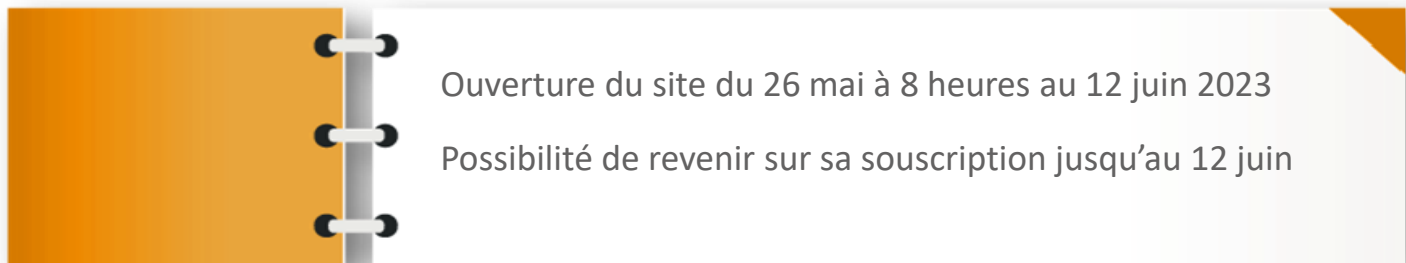 Ouverture du site du 26 mai à 8 heures au 12 juin 2023
Possibilité de revenir sur sa souscription jusqu’au 12 juin